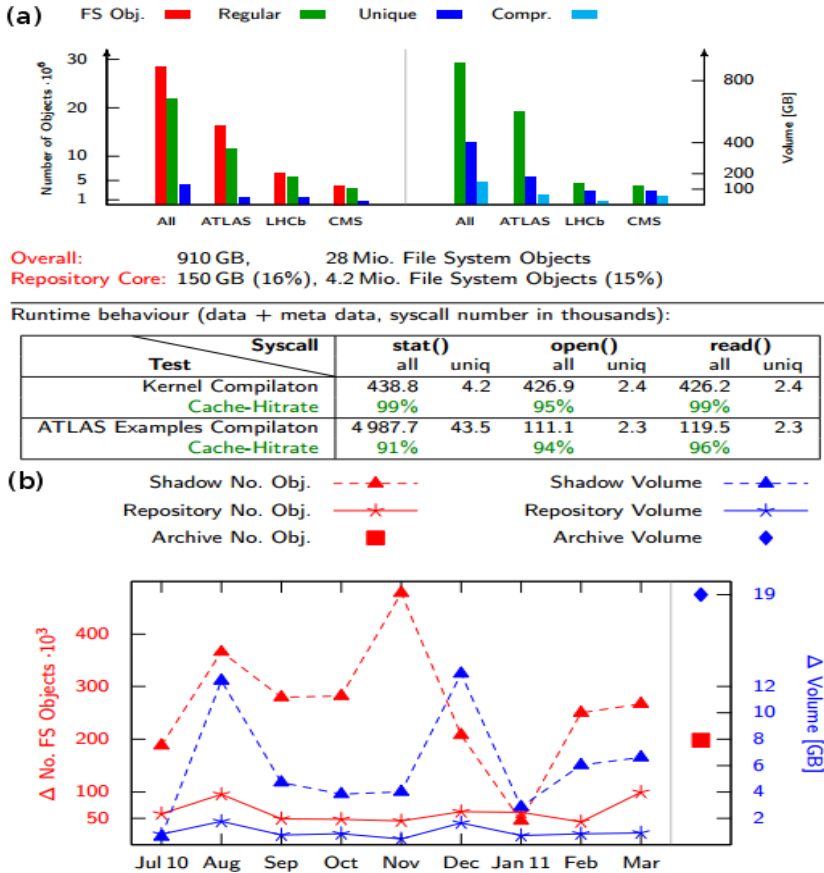 (a)
FS Obj. Regular Unique Compr.
Number of Objects ·10⁶
30
20
10
5
1
All ATLAS LHCb CMS
All ATLAS LHCb CMS
800
400
200
100
Volume [GB]
Overall: 910 GB, 28 Mio. File System Objects
Repository Core: 150 GB (16%), 4.2 Mio. File System Objects (15%)
Runtime behaviour (data + meta data, syscall number in thousands):
Syscall stat() open() read()
Test all uniq all uniq all uniq
Kernel Compilaton 438.8 4.2 426.9 2.4 426.2 2.4
Cache-Hitrate 99% 95% 99%
ATLAS Examples Compilaton 4 987.7 43.5 111.1 2.3 119.5 2.3
Cache-Hitrate 91% 94% 96%
(b)
Shadow No. Obj. Shadow Volume
Repository No. Obj. Repository Volume
Archive No. Obj. Archive Volume
Δ No. FS Objects ·10³
400
300
200
100
50
19
12
10
8
6
4
2
Δ Volume [GB]
Jul 10 Aug Sep Oct Nov Dec Jan 11 Feb Mar